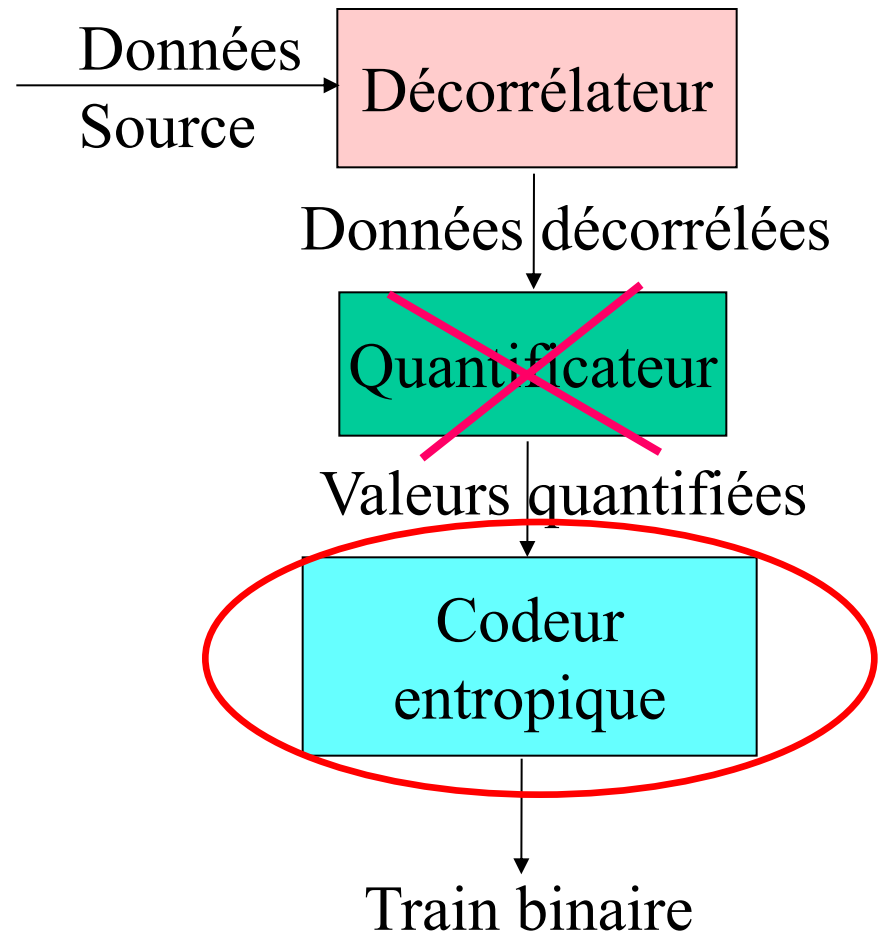 Données
Source
Décorrélateur
Données décorrélées
Quantificateur
Valeurs quantifiées
Codeur
entropique
Train binaire